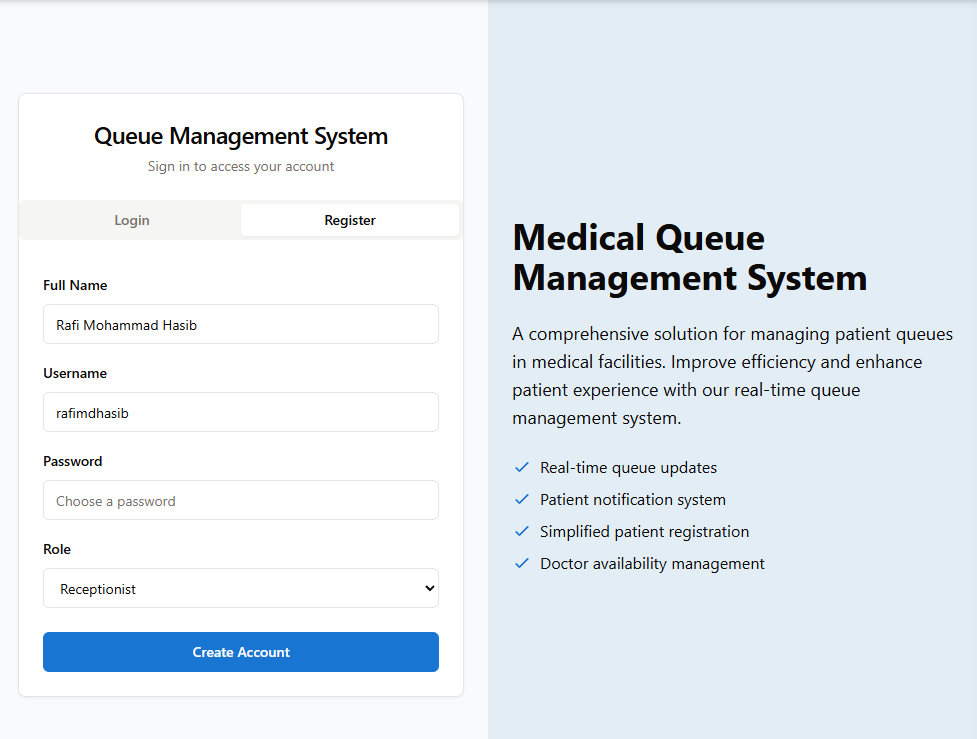 Queue Management System
Sign in to access your account
Login
Register
Full Name
Rafi Mohammad Hasib
Username
rafimdhasib
Password
Choose a password
Role
Receptionist
Create Account
Medical Queue
Management System
A comprehensive solution for managing patient queues
in medical facilities. Improve efficiency and enhance
patient experience with our real-time queue
management system.
Real-time queue updates
Patient notification system
Simplified patient registration
Doctor availability management